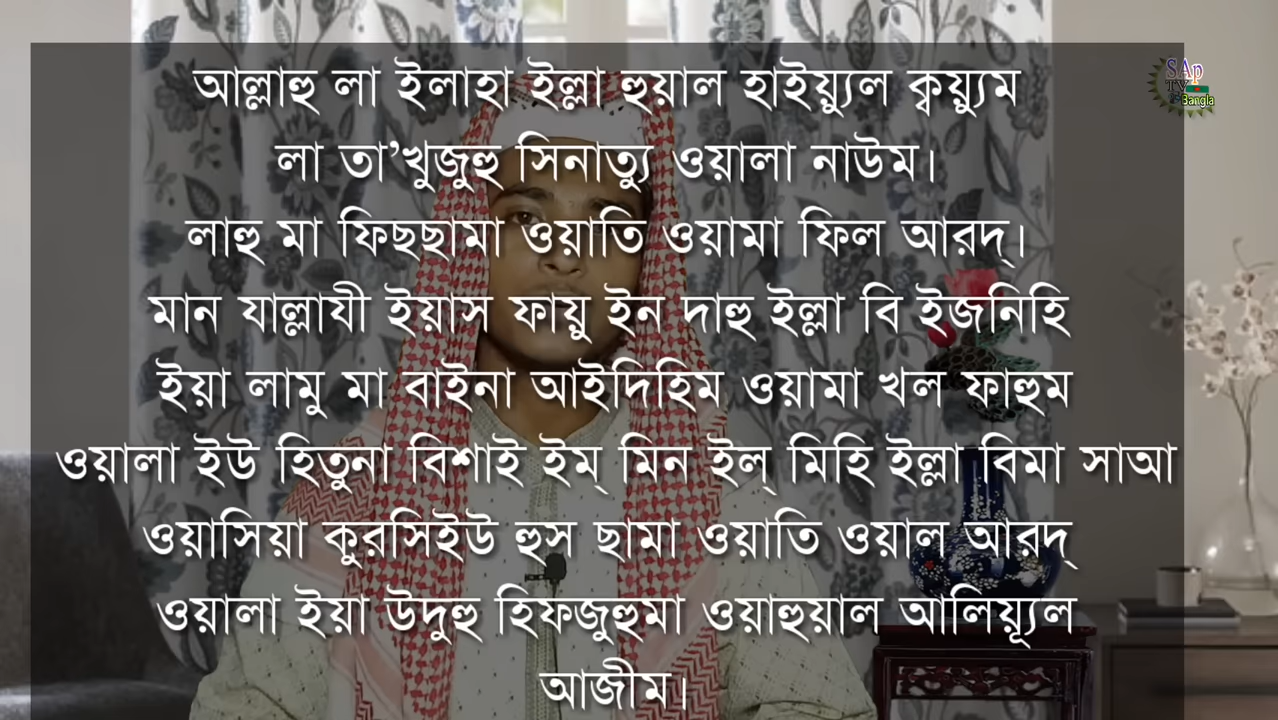 আল্লাহু লা ইলাহা ইল্লা হুয়াল হাইয়্যুল ক্বয়্যুম
লা তা’খুজুহু সিনাত্যু ওয়ালা নাউম।
লাহু মা ফিছছামা ওয়াতি ওয়ামা ফিল আরদ্।
মান যাল্লাযী ইয়াস ফায়ু ইন দাহু ইল্লা বি ইজনিহি
ইয়া লামু মা বাইনা আইদিহিম ওয়ামা খল ফাহুম
ওয়ালা ইউ হিতুনা বিশাই ইম্ মিন ইল্ মিহি ইল্লা বিমা সাআ
ওয়াসিয়া কূরসিইউ হুস ছামা ওয়াতি ওয়াল আরদ্
ওয়ালা ইয়া উদুহু হিফজুহুমা ওয়াহুয়াল আলিয়্যূল
আজীম।
SAp
TV
Bangla